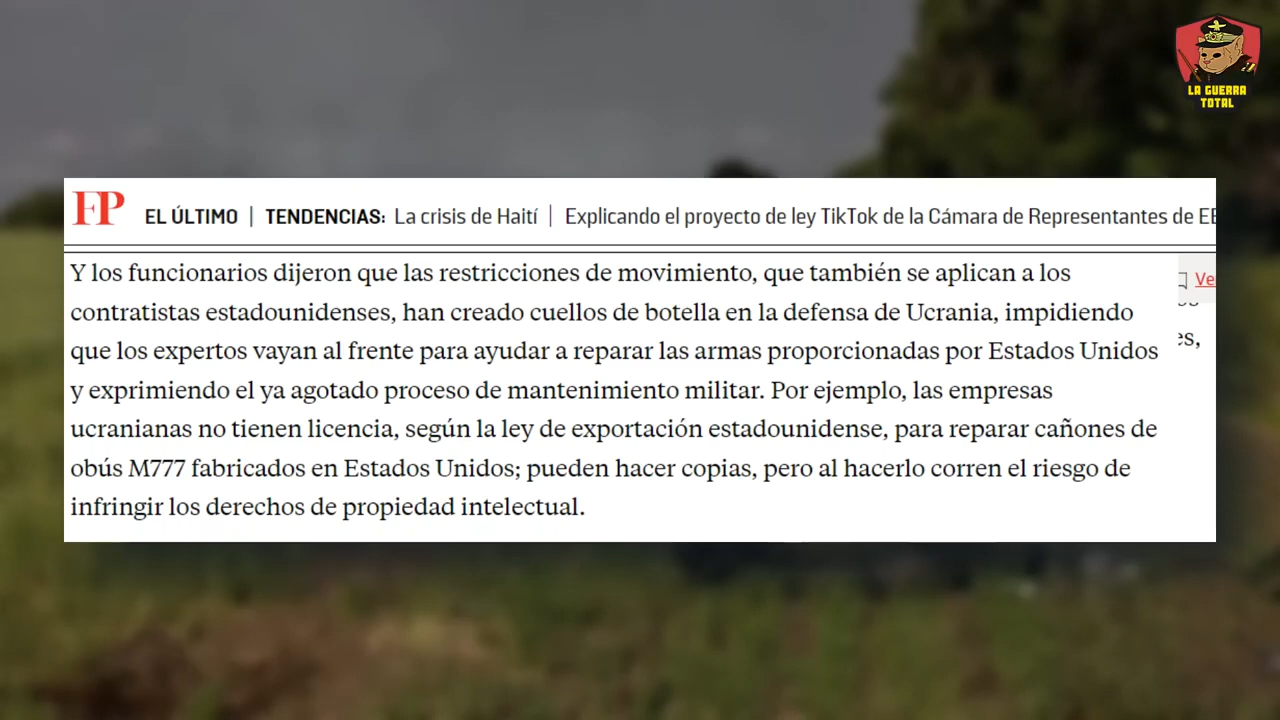 LA GUERRA
TOTAL
FP
EL ÚLTIMO | TENDENCIAS: La crisis de Haití | Explicando el proyecto de ley TikTok de la Cámara de Representantes de
Y los funcionarios dijeron que las restricciones de movimiento, que también se aplican a los
contratistas estadounidenses, han creado cuellos de botella en la defensa de Ucrania, impidiendo
que los expertos vayan al frente para ayudar a reparar las armas proporcionadas por Estados Unidos
y exprimiendo el ya agotado proceso de mantenimiento militar. Por ejemplo, las empresas
ucranianas no tienen licencia, según la ley de exportación estadounidense, para reparar cañones de
obús M777 fabricados en Estados Unidos; pueden hacer copias, pero al hacerlo corren el riesgo de
infringir los derechos de propiedad intelectual.
Ve
es,